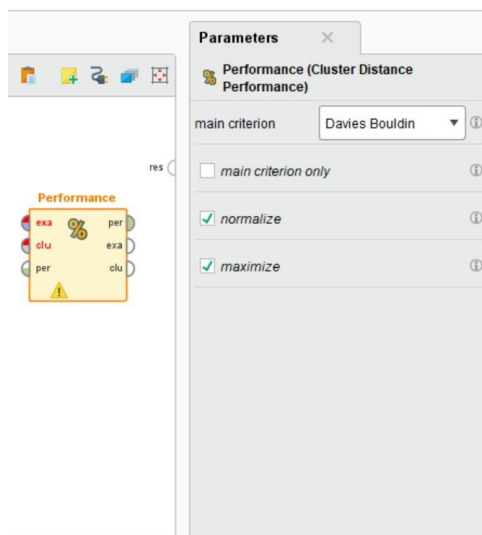 Parameters
Performance (Cluster Distance
Performance)
main criterion
Davies Bouldin
main criterion only
normalize
maximize
res
Performance
exa
per
clu
exa
per
clu